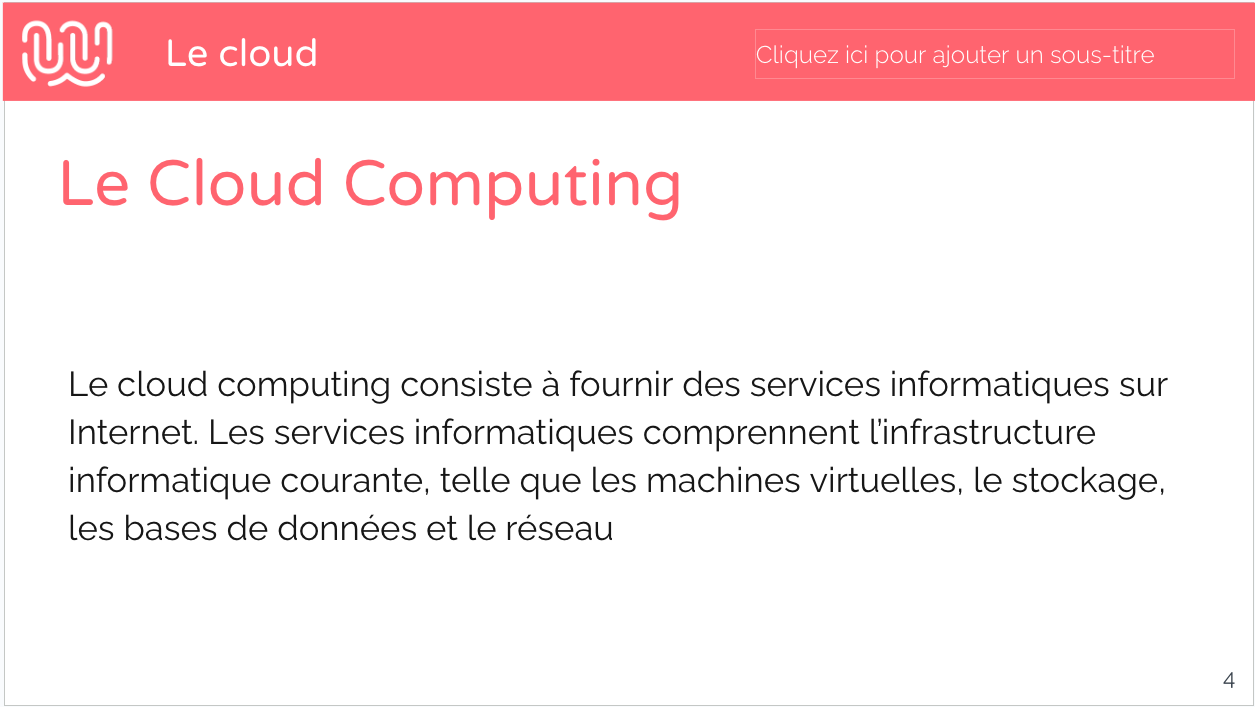 Le cloud
Cliquez ici pour ajouter un sous-titre
Le Cloud Computing
Le cloud computing consiste à fournir des services informatiques sur
Internet. Les services informatiques comprennent l’infrastructure
informatique courante, telle que les machines virtuelles, le stockage,
les bases de données et le réseau
4